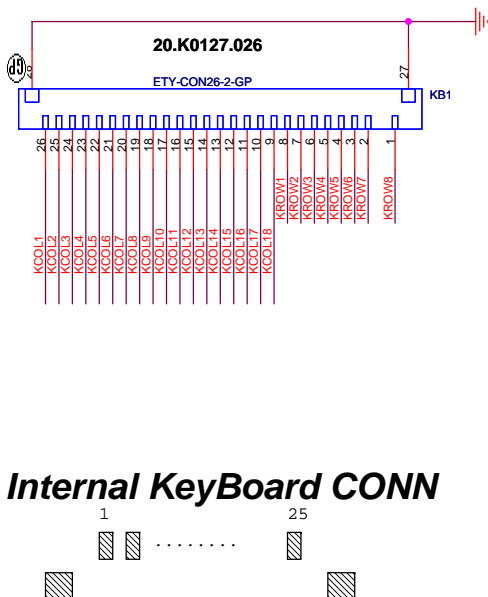 20.K0127.026
28
27
ETY-CON26-2-GP
KB1
26
25
24
23
22
21
20
19
18
17
16
15
14
13
12
11
10
9
8
7
6
5
4
3
2
1
KCOL1
KCOL2
KCOL3
KCOL4
KCOL5
KCOL6
KCOL7
KCOL8
KCOL9
KCOL10
KCOL11
KCOL12
KCOL13
KCOL14
KCOL15
KCOL16
KCOL17
KCOL18
KROW1
KROW2
KROW3
KROW4
KROW5
KROW6
KROW7
KROW8
Internal KeyBoard CONN
1 25
........